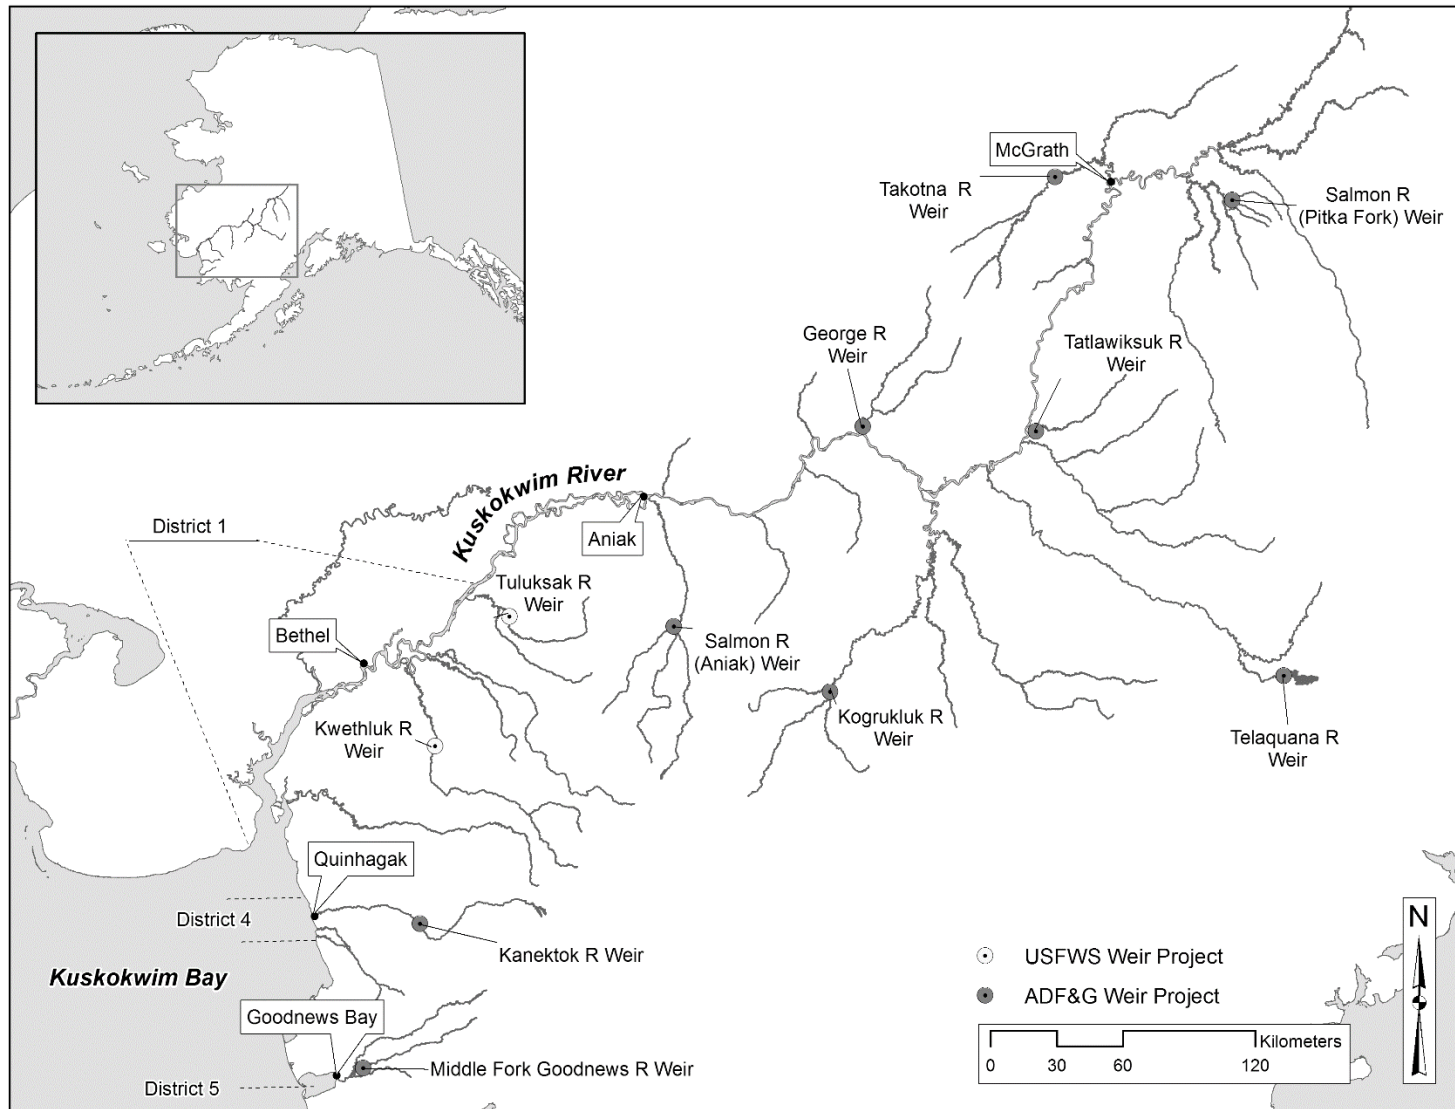 McGrath
Takotna R
Weir
Salmon R
(Pitka Fork) Weir
George R
Weir
Tatlawiksuk R
Weir
Kuskokwim River
District 1
Aniak
Tuluksak R
Weir
Bethel
Salmon R
(Aniak) Weir
Kwethluk R
Weir
Kogrukluk R
Weir
Telaquana R
Weir
Quinhagak
District 4
Kanektok R Weir
Kuskokwim Bay
Goodnews Bay
Middle Fork Goodnews R Weir
District 5
USFWS Weir Project
ADF&G Weir Project
Kilometers
0 30 60 120
N